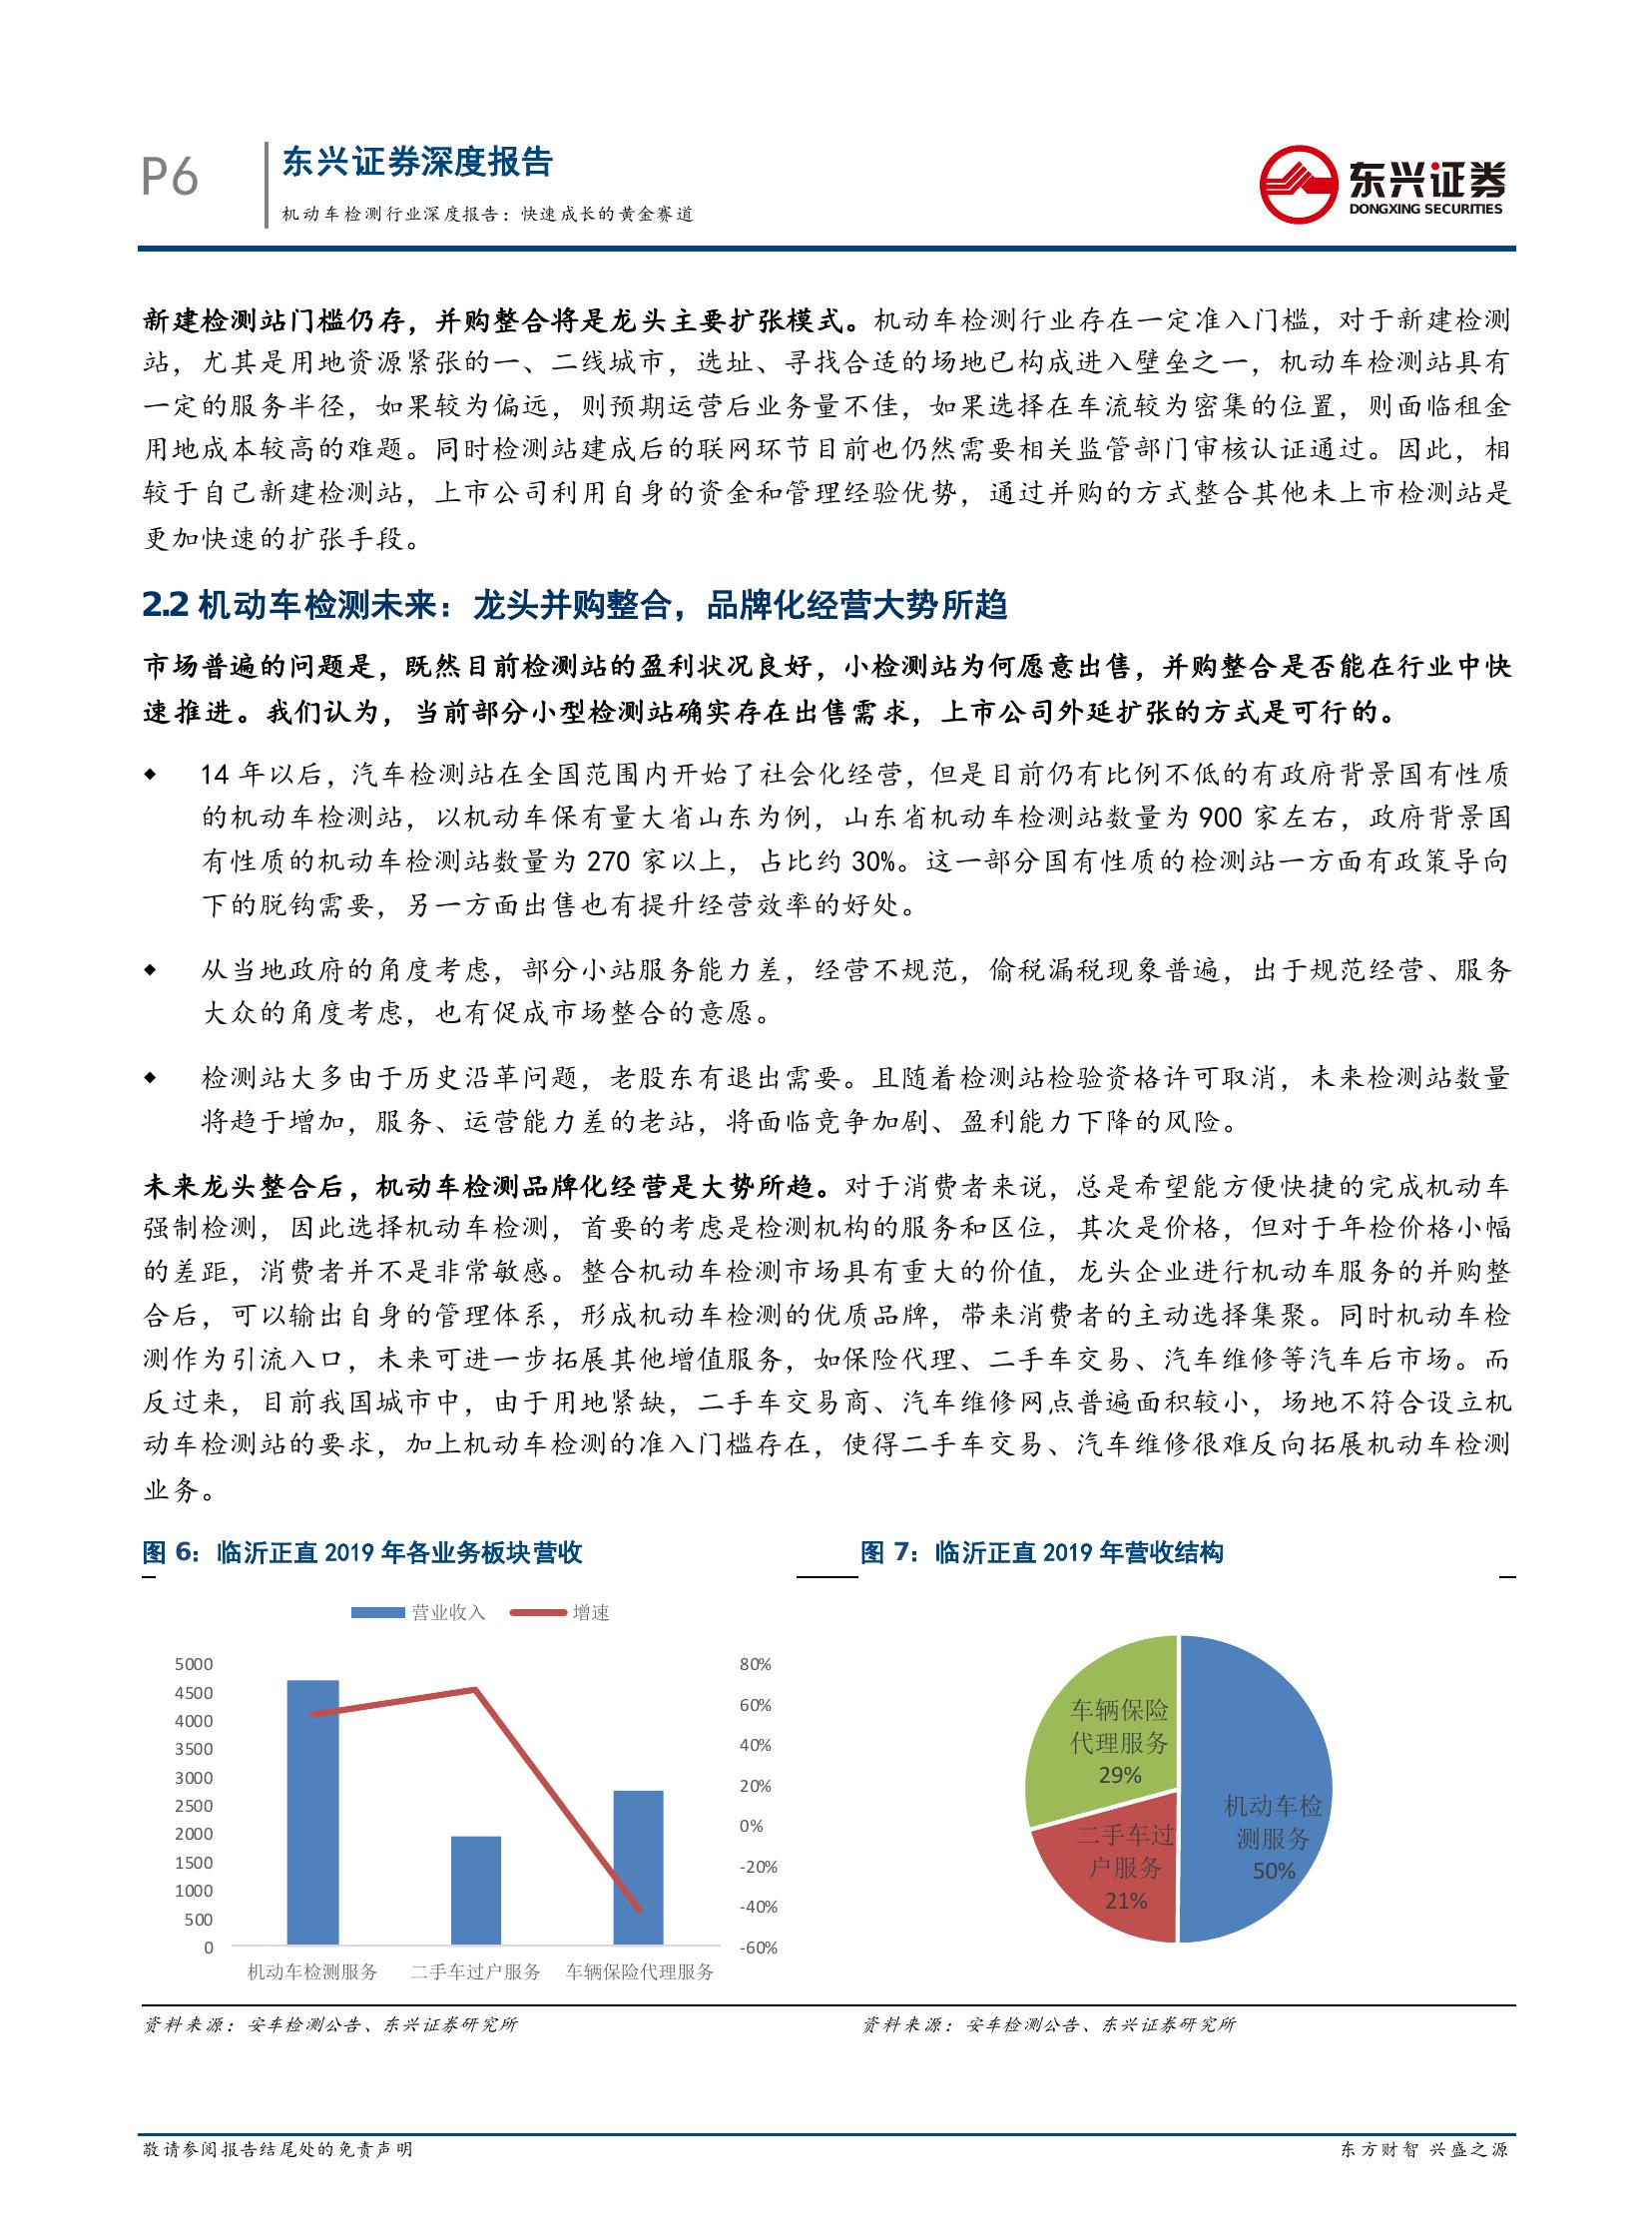 P6
东兴证券深度报告
机动车检测行业深度报告：快速成长的黄金赛道
东兴证券
DONGXING SECURITIES
新建检测站门槛仍存，并购整合将是龙头主要扩张模式。机动车检测行业存在一定准入门槛，对于新建检测
站，尤其是用地资源紧张的一、二线城市，选址、寻找合适的场地已构成进入壁垒之一，机动车检测站具有
一定的服务半径，如果较为偏远，则预期运营后业务量不佳，如果选择在车流较为密集的位置，则面临租金
用地成本较高的难题。同时检测站建成后的联网环节目前也仍然需要相关监管部门审核认证通过。因此，相
较于自己新建检测站，上市公司利用自身的资金和管理经验优势，通过并购的方式整合其他未上市检测站是
更加快速的扩张手段。
2.2 机动车检测未来：龙头并购整合，品牌化经营大势所趋
市场普遍的问题是，既然目前检测站的盈利状况良好，小检测站为何愿意出售，并购整合是否能在行业中快
速推进。我们认为，当前部分小型检测站确实存在出售需求，上市公司外延扩张的方式是可行的。
◆ 14 年以后，汽车检测站在全国范围内开始了社会化经营，但是目前仍有比例不低的有政府背景国有性质
的机动车检测站，以机动车保有量大省山东为例，山东省机动车检测站数量为 900 家左右，政府背景国
有性质的机动车检测站数量为 270 家以上，占比约 30%。这一部分国有性质的检测站一方面有政策导向
下的脱钩需要，另一方面出售也有提升经营效率的好处。
◆ 从当地政府的角度考虑，部分小站服务能力差，经营不规范，偷税漏税现象普遍，出于规范经营、服务
大众的角度考虑，也有促成市场整合的意愿。
◆ 检测站大多由于历史沿革问题，老股东有退出需要。且随着检测站检验资格许可取消，未来检测站数量
将趋于增加，服务、运营能力差的老站，将面临竞争加剧、盈利能力下降的风险。
未来龙头整合后，机动车检测品牌化经营是大势所趋。对于消费者来说，总是希望能方便快捷的完成机动车
强制检测，因此选择机动车检测，首要的考虑是检测机构的服务和区位，其次是价格，但对于年检价格小幅
的差距，消费者并不是非常敏感。整合机动车检测市场具有重大的价值，龙头企业进行机动车服务的并购整
合后，可以输出自身的管理体系，形成机动车检测的优质品牌，带来消费者的主动选择集聚。同时机动车检
测作为引流入口，未来可进一步拓展其他增值服务，如保险代理、二手车交易、汽车维修等汽车后市场。而
反过来，目前我国城市中，由于用地紧缺，二手车交易商、汽车维修网点普遍面积较小，场地不符合设立机
动车检测站的要求，加上机动车检测的准入门槛存在，使得二手车交易、汽车维修很难反向拓展机动车检测
业务。
图 6：临沂正直 2019 年各业务板块营收
营业收入 增速
5000
4500
4000
3500
3000
2500
2000
1500
1000
500
0
80%
60%
40%
20%
0%
-20%
-40%
-60%
机动车检测服务 二手车过户服务 车辆保险代理服务
资料来源：安车检测公告、东兴证券研究所
图 7：临沂正直 2019 年营收结构
车辆保险
代理服务
29%
机动车检
测服务
50%
二手车过
户服务
21%
资料来源：安车检测公告、东兴证券研究所
敬请参阅报告结尾处的免责声明
东方财智 兴盛之源